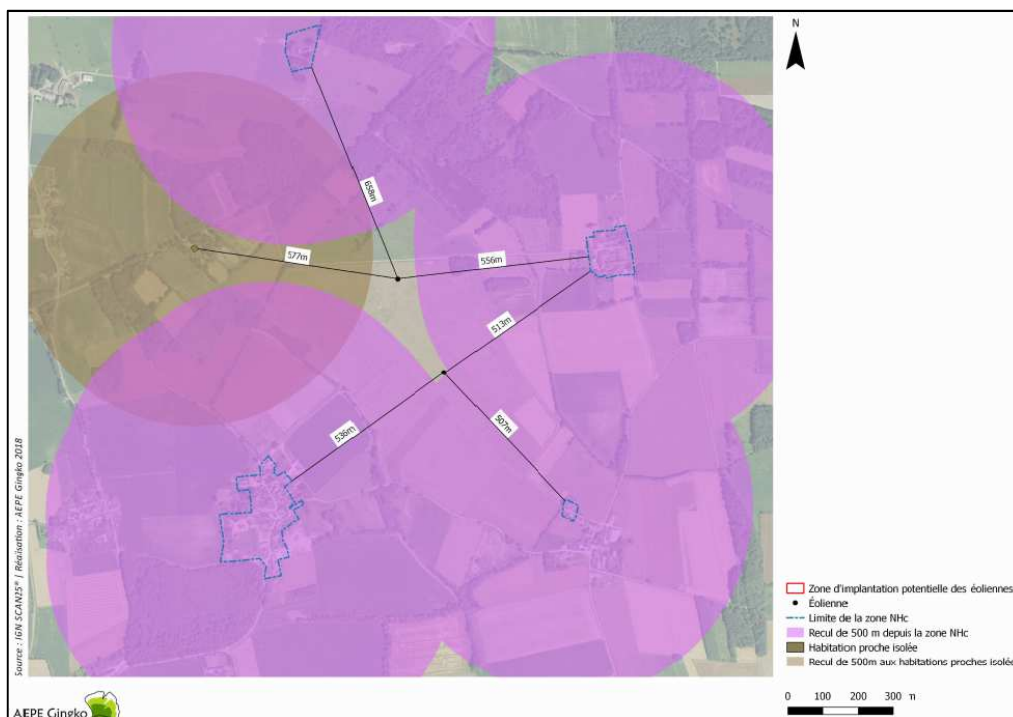 N
658m
577m
556m
513m
536m
507m
Source : IGN SCAN25® | Réalisation : AEPE Gingko 2018
Zone d'implantation potentielle des éoliennes
Éolienne
Limite de la zone NHc
Recul de 500 m depuis la zone NHc
Habitation proche isolée
Recul de 500m aux habitations proches isolée
0 100 200 300 m
AEPE Gingko